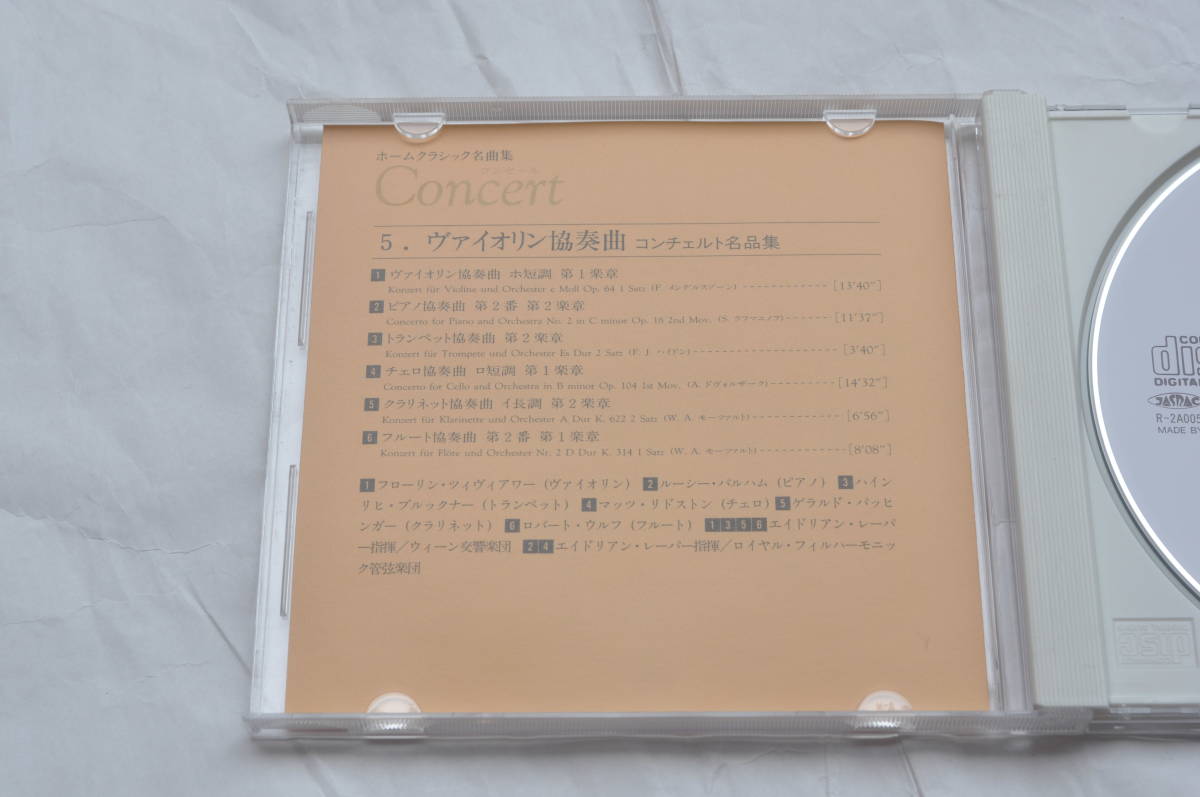 ホームクラシック名曲集
コンセール
Concert
5．ヴァイオリン協奏曲 コンチェルト名品集
1 ヴァイオリン協奏曲 ホ短調 第1楽章
Konzert für Violine und Orchester e Moll Op. 64 1 Satz (F. メンデルスゾーン) [13'40"]
2 ピアノ協奏曲 第2番 第2楽章
Concerto for Piano and Orchestra No. 2 in C minor Op. 18 2nd Mov. (S. ラフマニノフ) [11'37"]
3 トランペット協奏曲 第2楽章
Konzert für Trompete und Orchester Es Dur 2 Satz (F. J. ハイドン) [3'40"]
4 チェロ協奏曲 ロ短調 第1楽章
Concerto for Cello and Orchestra in B minor Op. 104 1st Mov. (A. ドヴォルザーク) [14'32"]
5 クラリネット協奏曲 イ長調 第2楽章
Konzert für Klarinette und Orchester A Dur K. 622 2 Satz (W. A. モーツァルト) [6'56"]
6 フルート協奏曲 第2番 第1楽章
Konzert für Flöte und Orchester Nr. 2 D Dur K. 314 1 Satz (W. A. モーツァルト) [8'08"]
1 フローリン・ツィヴィアワー（ヴァイオリン） 2 ルーシー・パルハム（ピアノ） 3 ハイン
リヒ・ブルックナー（トランペット） 4 マッツ・リドストン（チェロ） 5 ゲラルド・パッヒ
ンガー（クラリネット） 6 ロバート・ウルフ（フルート） 1 3 5 6 エイドリアン・レーパ
ー指揮／ウィーン交響楽団 2 4 エイドリアン・レーパー指揮／ロイヤル・フィルハーモニッ
ク管弦楽団
DIGITAL
JASRAC
R-2A005
MADE BY
disc